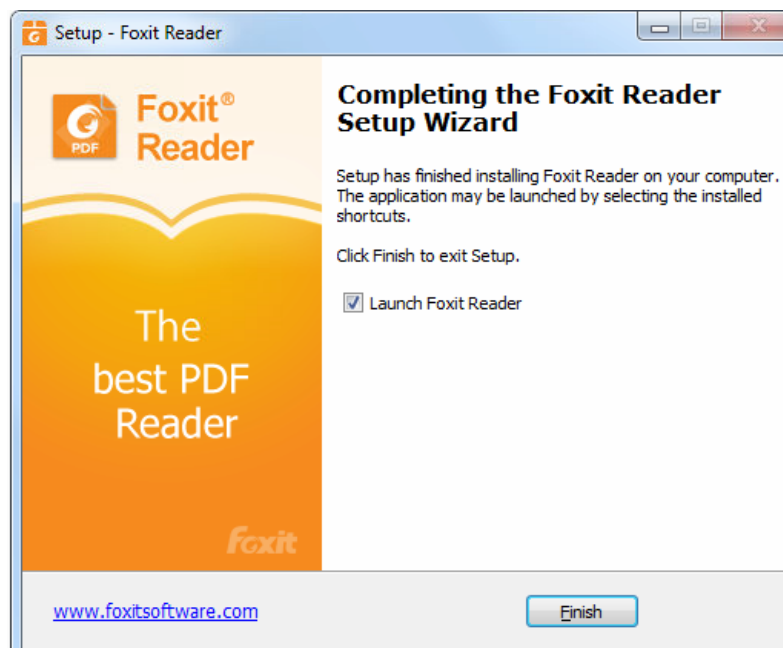 Setup - Foxit Reader
Foxit®
Reader
PDF
The
best PDF
Reader
foxit
Completing the Foxit Reader
Setup Wizard
Setup has finished installing Foxit Reader on your computer.
The application may be launched by selecting the installed
shortcuts.
Click Finish to exit Setup.
Launch Foxit Reader
www.foxitsoftware.com
Finish